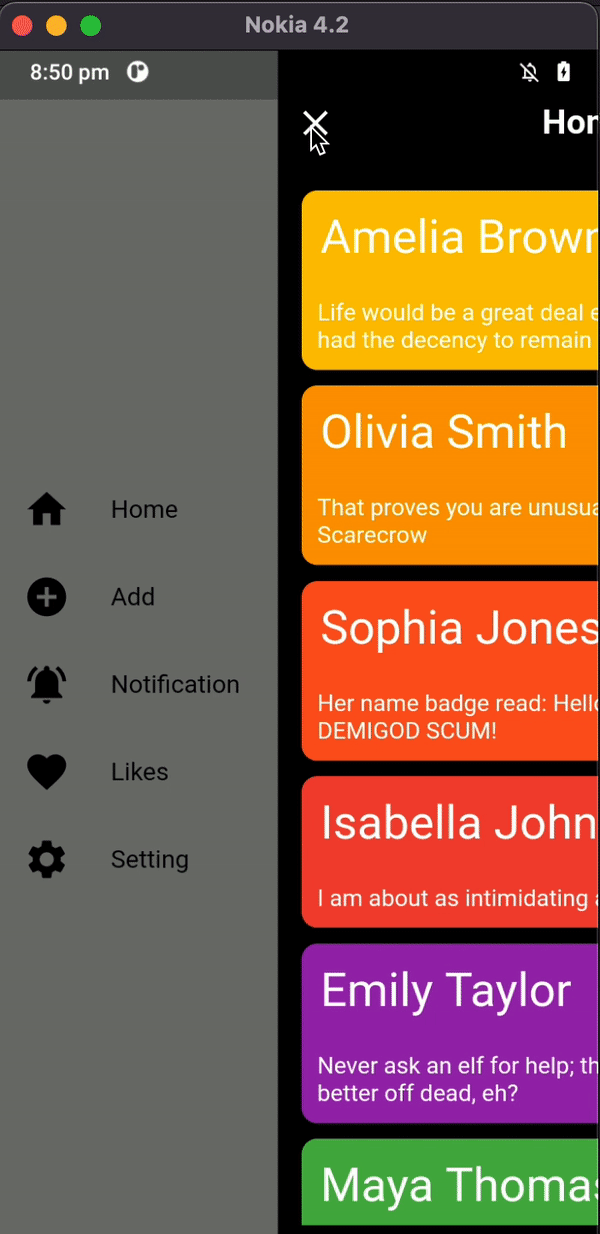 Nokia 4.2
8:50 pm
Hor
Amelia Brown
Life would be a great deal e
had the decency to remain
Olivia Smith
That proves you are unusua
Scarecrow
Sophia Jones
Her name badge read: Hello
DEMIGOD SCUM!
Isabella John
I am about as intimidating a
Emily Taylor
Never ask an elf for help; th
better off dead, eh?
Maya Thomas
Home
Add
Notification
Likes
Setting